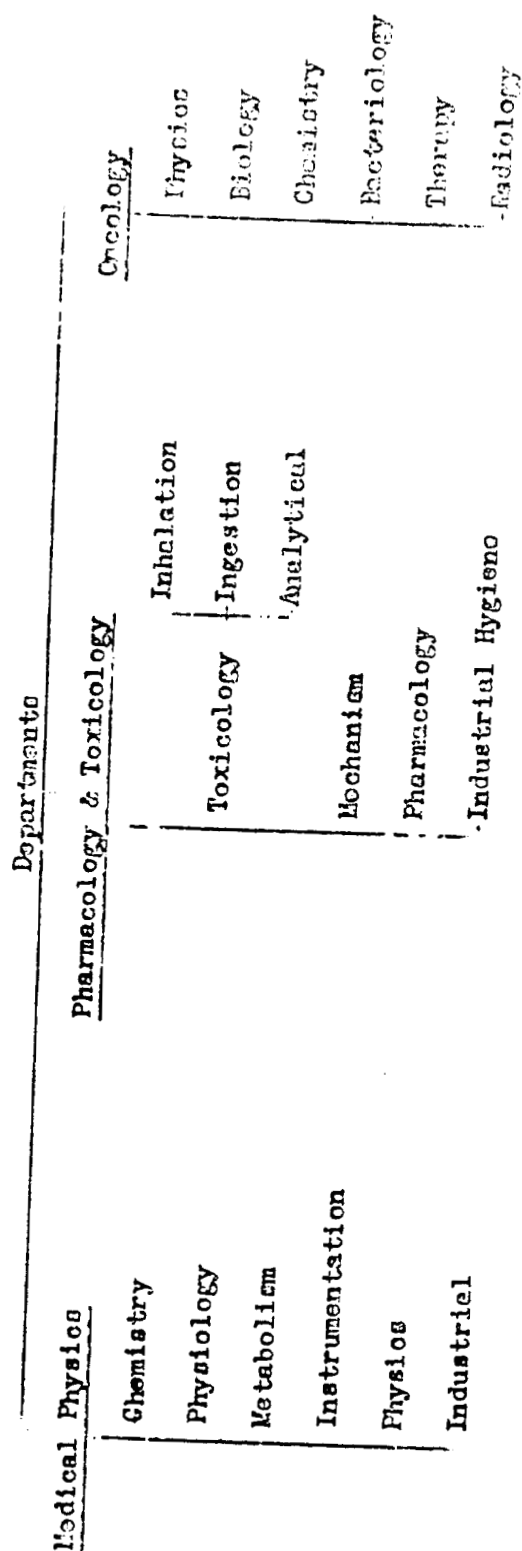 Departments
Medical Physics
Chemistry
Physiology
Metabolism
Instrumentation
Physics
Industrial
Pharmacology & Toxicology
Toxicology
Inhalation
Ingestion
Analytical
Mechanism
Pharmacology
Industrial Hygiene
Oncology
Physics
Biology
Chemistry
Bacteriology
Therapy
Radiology